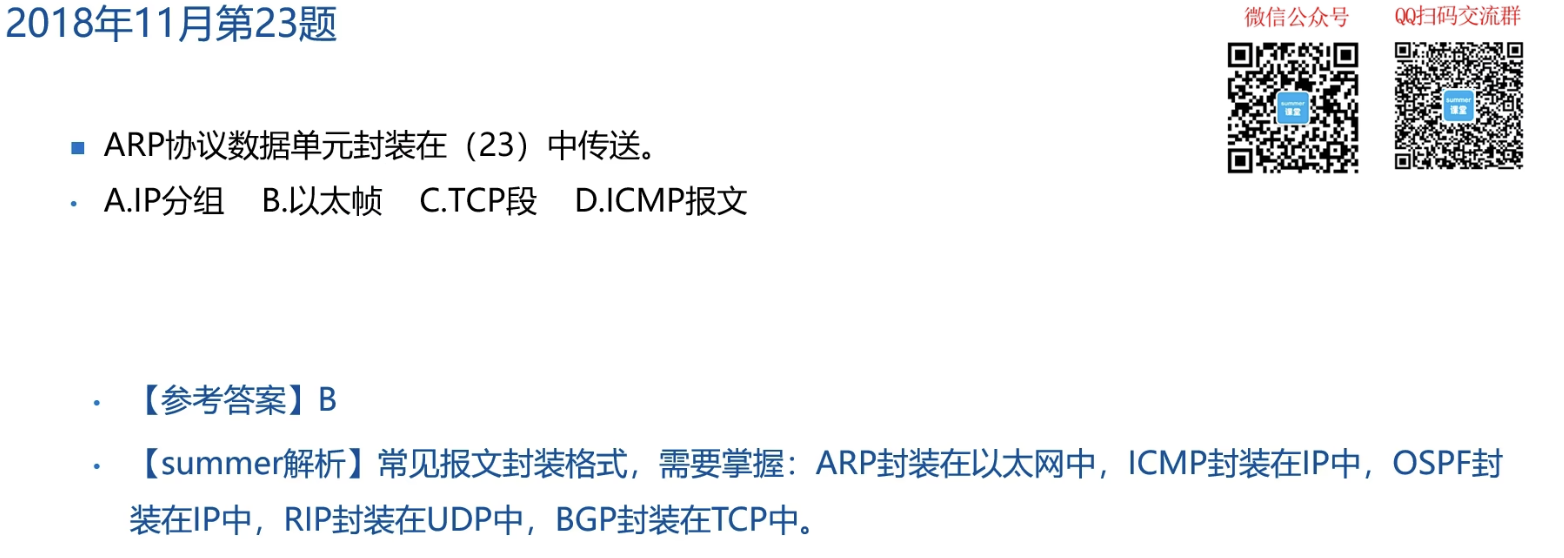 2018年11月第23题
微信公众号
QQ扫码交流群
summer
课堂
summer
课堂
ARP协议数据单元封装在（23）中传送。
A.IP分组 B.以太帧 C.TCP段 D.ICMP报文
【参考答案】B
【summer解析】常见报文封装格式，需要掌握：ARP封装在以太网中，ICMP封装在IP中，OSPF封
装在IP中，RIP封装在UDP中，BGP封装在TCP中。